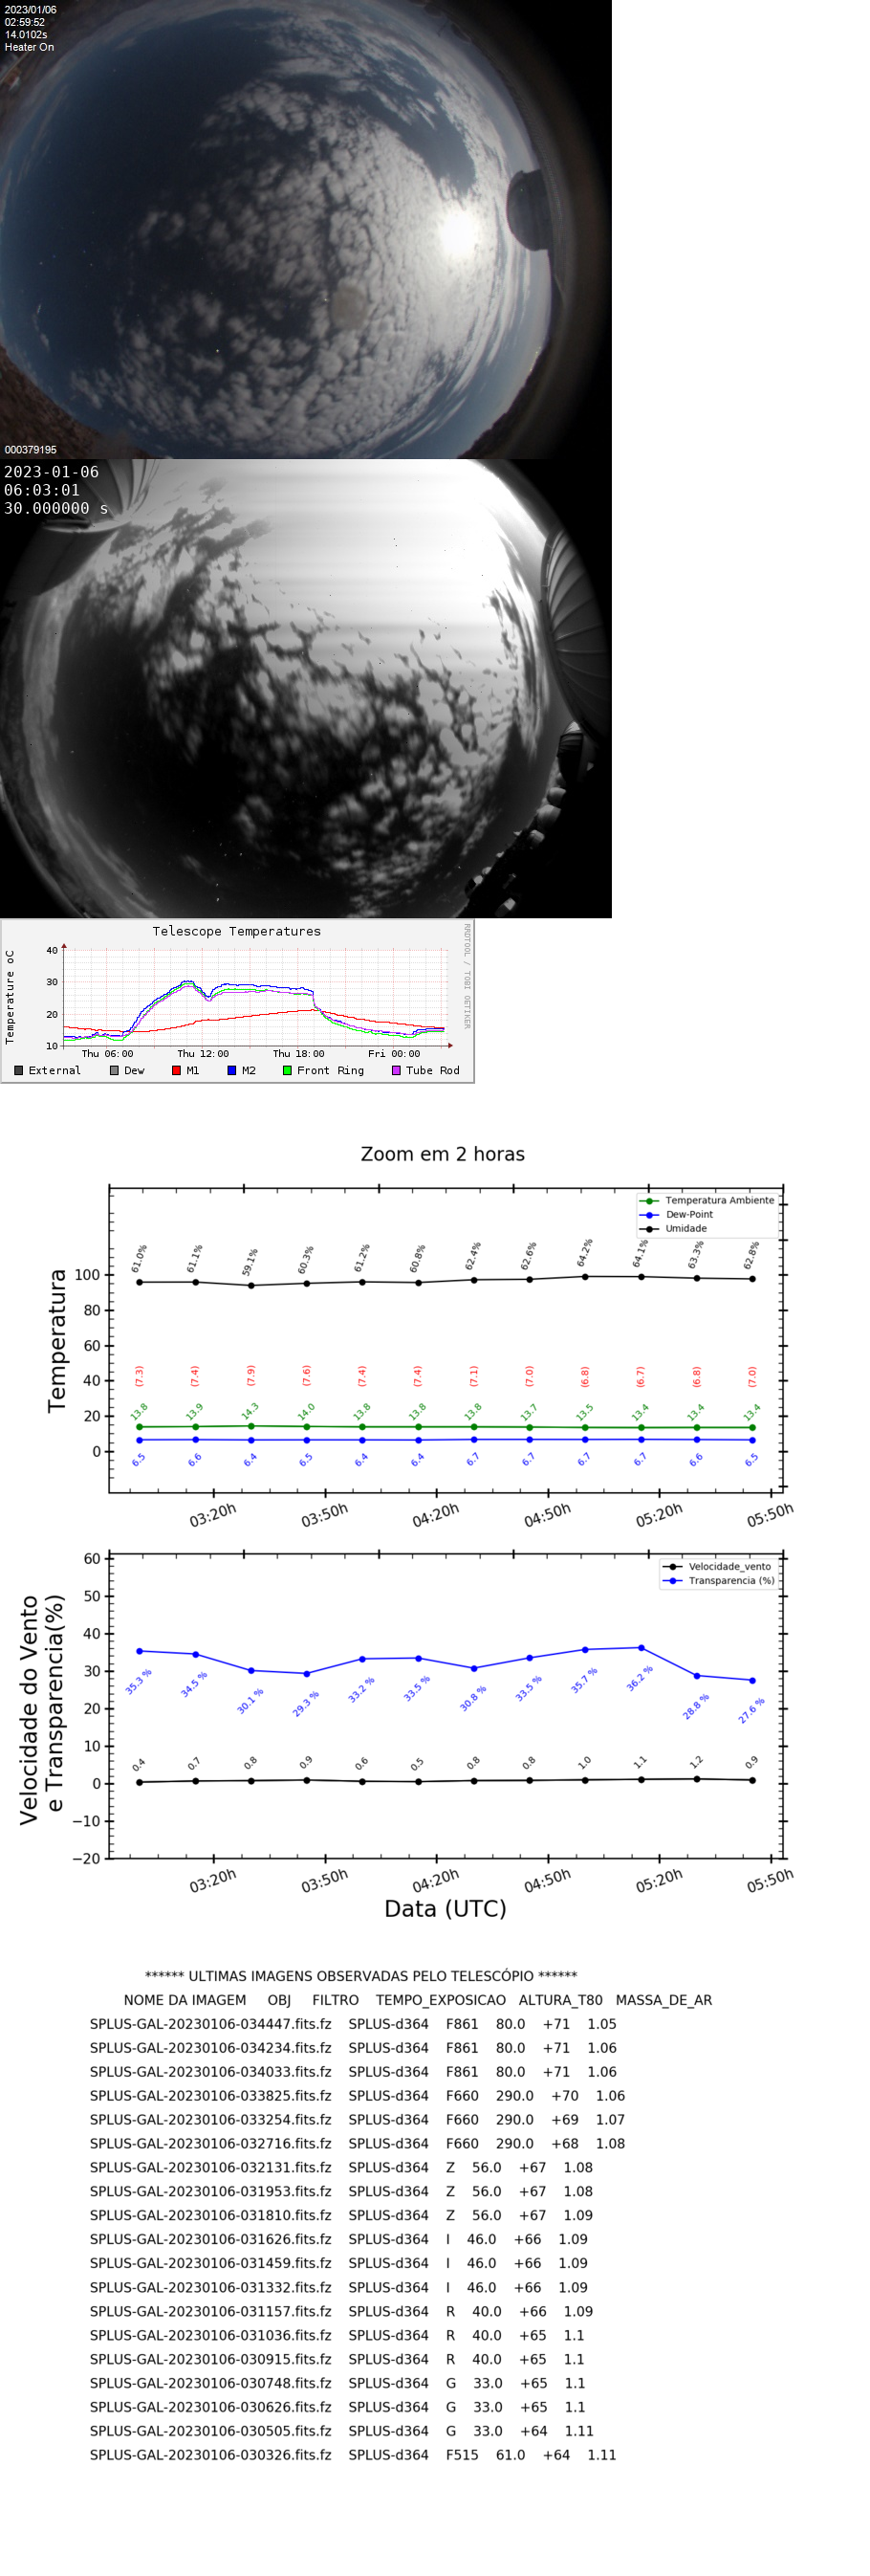 2023/01/06
02:59:52
14.0102s
Heater On
000379195
2023-01-06
06:03:01
30.000000 s
Telescope Temperatures
RRDTOOL / TOBI OETIKER
Temperature oC
40
30
20
10
Thu 06:00 Thu 12:00 Thu 18:00 Fri 00:00
External Dew M1 M2 Front Ring Tube Rod
Zoom em 2 horas
Temperatura Ambiente
Dew-Point
Umidade
Temperatura
61.0% 61.1% 59.1% 60.3% 61.2% 60.8% 62.4% 62.6% 64.2% 64.1% 63.3% 62.8%
100
80
60
40
20
0
(7.3) (7.4) (7.9) (7.6) (7.4) (7.4) (7.1) (7.0) (6.8) (6.7) (6.8) (7.0)
13.8 13.9 14.3 14.0 13.8 13.8 13.8 13.7 13.5 13.4 13.4 13.4
6.5 6.6 6.4 6.5 6.4 6.4 6.7 6.7 6.7 6.7 6.6 6.5
03:20h 03:50h 04:20h 04:50h 05:20h 05:50h
Velocidade_vento
Transparencia (%)
Velocidade do Vento
e Transparencia(%)
60
50
40
30
20
10
0
−10
−20
35.3 % 34.5 % 30.1 % 29.3 % 33.2 % 33.5 % 30.8 % 33.5 % 35.7 % 36.2 % 28.8 % 27.6 %
0.4 0.7 0.8 0.9 0.6 0.5 0.8 0.8 1.0 1.1 1.2 0.9
03:20h 03:50h 04:20h 04:50h 05:20h 05:50h
Data (UTC)
****** ULTIMAS IMAGENS OBSERVADAS PELO TELESCÓPIO ******
NOME DA IMAGEM OBJ FILTRO TEMPO_EXPOSICAO ALTURA_T80 MASSA_DE_AR
SPLUS-GAL-20230106-034447.fits.fz SPLUS-d364 F861 80.0 +71 1.05
SPLUS-GAL-20230106-034234.fits.fz SPLUS-d364 F861 80.0 +71 1.06
SPLUS-GAL-20230106-034033.fits.fz SPLUS-d364 F861 80.0 +71 1.06
SPLUS-GAL-20230106-033825.fits.fz SPLUS-d364 F660 290.0 +70 1.06
SPLUS-GAL-20230106-033254.fits.fz SPLUS-d364 F660 290.0 +69 1.07
SPLUS-GAL-20230106-032716.fits.fz SPLUS-d364 F660 290.0 +68 1.08
SPLUS-GAL-20230106-032131.fits.fz SPLUS-d364 Z 56.0 +67 1.08
SPLUS-GAL-20230106-031953.fits.fz SPLUS-d364 Z 56.0 +67 1.08
SPLUS-GAL-20230106-031810.fits.fz SPLUS-d364 Z 56.0 +67 1.09
SPLUS-GAL-20230106-031626.fits.fz SPLUS-d364 I 46.0 +66 1.09
SPLUS-GAL-20230106-031459.fits.fz SPLUS-d364 I 46.0 +66 1.09
SPLUS-GAL-20230106-031332.fits.fz SPLUS-d364 I 46.0 +66 1.09
SPLUS-GAL-20230106-031157.fits.fz SPLUS-d364 R 40.0 +66 1.09
SPLUS-GAL-20230106-031036.fits.fz SPLUS-d364 R 40.0 +65 1.1
SPLUS-GAL-20230106-030915.fits.fz SPLUS-d364 R 40.0 +65 1.1
SPLUS-GAL-20230106-030748.fits.fz SPLUS-d364 G 33.0 +65 1.1
SPLUS-GAL-20230106-030626.fits.fz SPLUS-d364 G 33.0 +65 1.1
SPLUS-GAL-20230106-030505.fits.fz SPLUS-d364 G 33.0 +64 1.11
SPLUS-GAL-20230106-030326.fits.fz SPLUS-d364 F515 61.0 +64 1.11